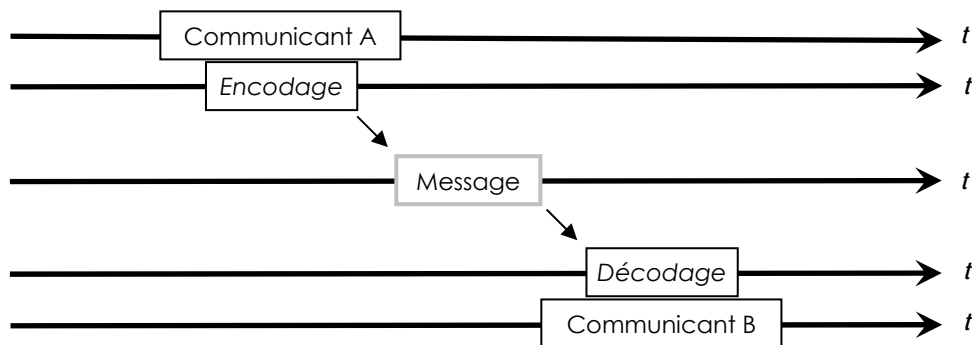 Communicant A t
Encodage t
Message t
Décodage t
Communicant B t